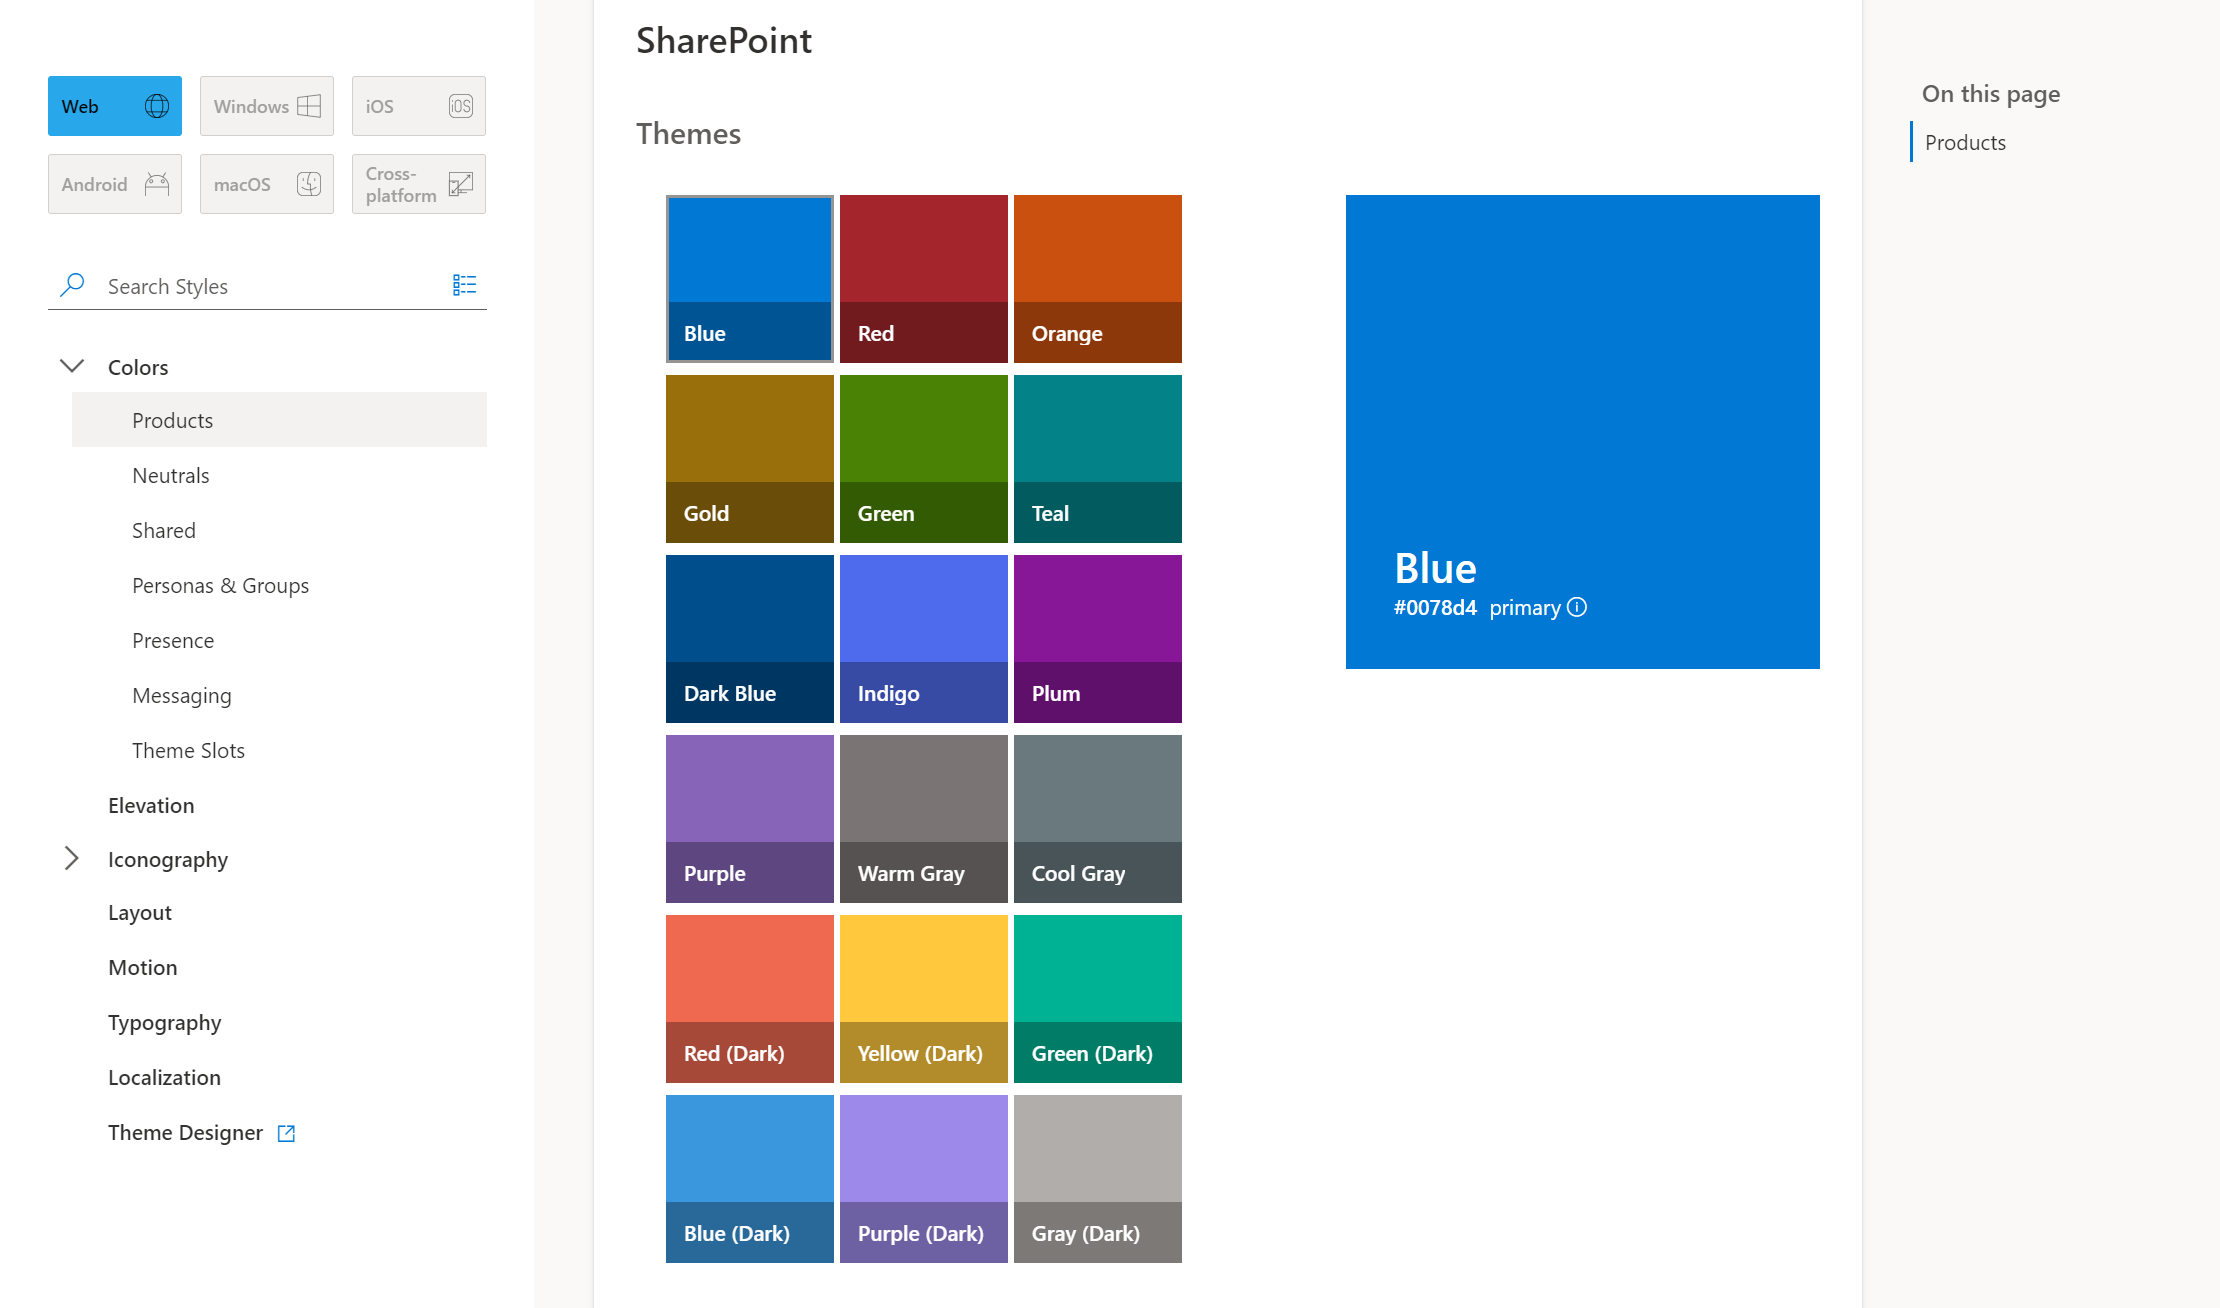 Web
Windows
iOS
iOS
Android
macOS
Cross-
platform
Search Styles
Colors
Products
Neutrals
Shared
Personas & Groups
Presence
Messaging
Theme Slots
Elevation
Iconography
Layout
Motion
Typography
Localization
Theme Designer
SharePoint
Themes
Blue
Red
Orange
Gold
Green
Teal
Dark Blue
Indigo
Plum
Purple
Warm Gray
Cool Gray
Red (Dark)
Yellow (Dark)
Green (Dark)
Blue (Dark)
Purple (Dark)
Gray (Dark)
Blue
#0078d4 primary
On this page
Products